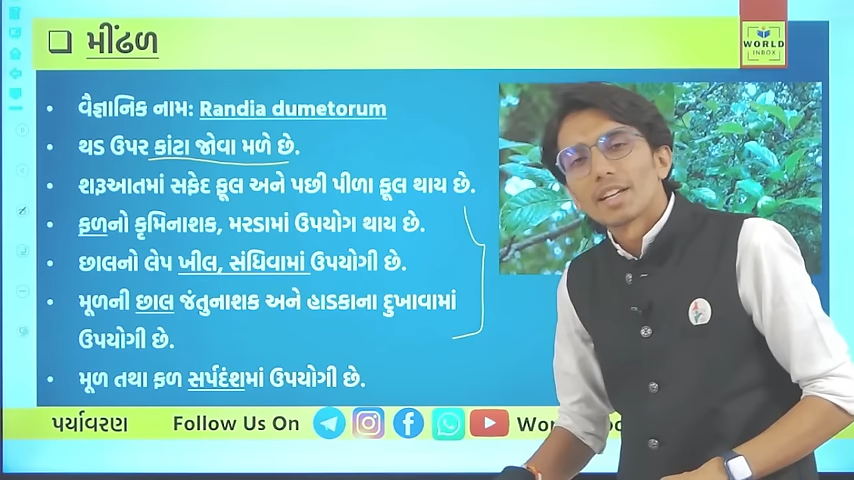 ❑ મીંઢળ
WORLD
INBOX
• વૈજ્ઞાનિક નામ: Randia dumetorum
• થડ ઉપર કાંટા જોવા મળે છે.
• શરૂઆતમાં સફેદ ફૂલ અને પછી પીળા ફૂલ થાય છે.
• ફળનો કૃમિનાશક, મરડામાં ઉપયોગ થાય છે.
• છાલનો લેપ ખીલ, સંધિવામાં ઉપયોગી છે.
• મૂળની છાલ જંતુનાશક અને હાડકાના દુખાવામાં
ઉપયોગી છે.
• મૂળ તથા ફળ સર્પદંશમાં ઉપયોગી છે.
પર્યાવરણ Follow Us On